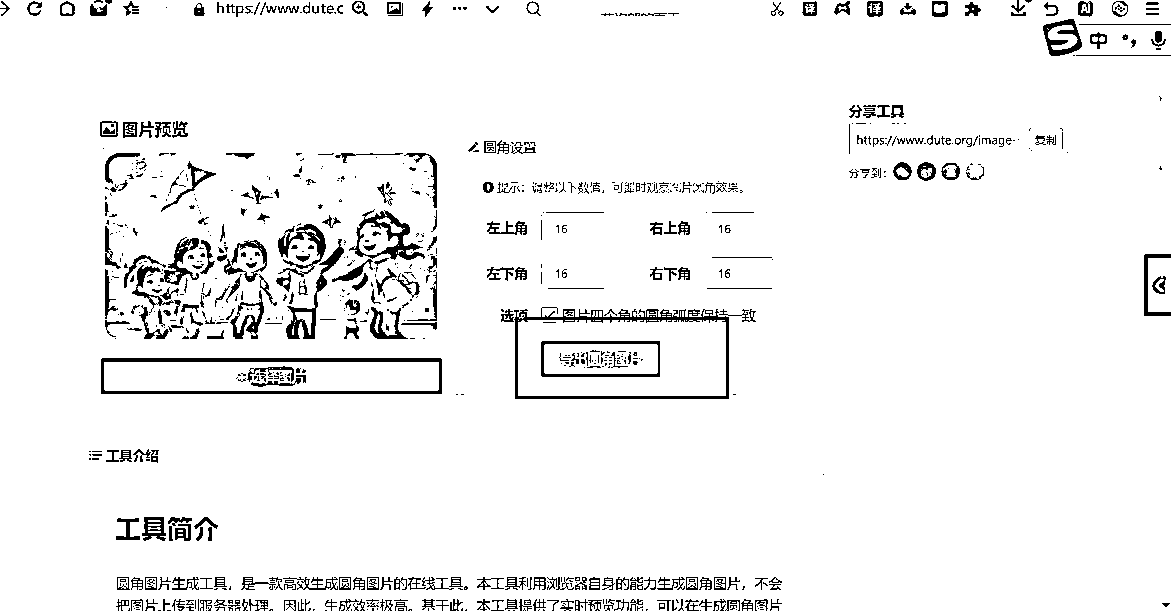 https://www.dute.c
中
图片预览
圆角设置
提示：调整以下数值，可即时观察图片圆角效果。
左上角 16 右上角 16
左下角 16 右下角 16
选项 图片四个角的圆角弧度保持一致
选择图片
导出圆角图片
分享工具
https://www.dute.org/image- 复制
分享到：
工具介绍
工具简介
圆角图片生成工具，是一款高效生成圆角图片的在线工具。本工具利用浏览器自身的能力生成圆角图片，不会
把图片上传到服务器处理。因此，生成效率极高。基于此，本工具提供了实时预览功能，可以在生成圆角图片